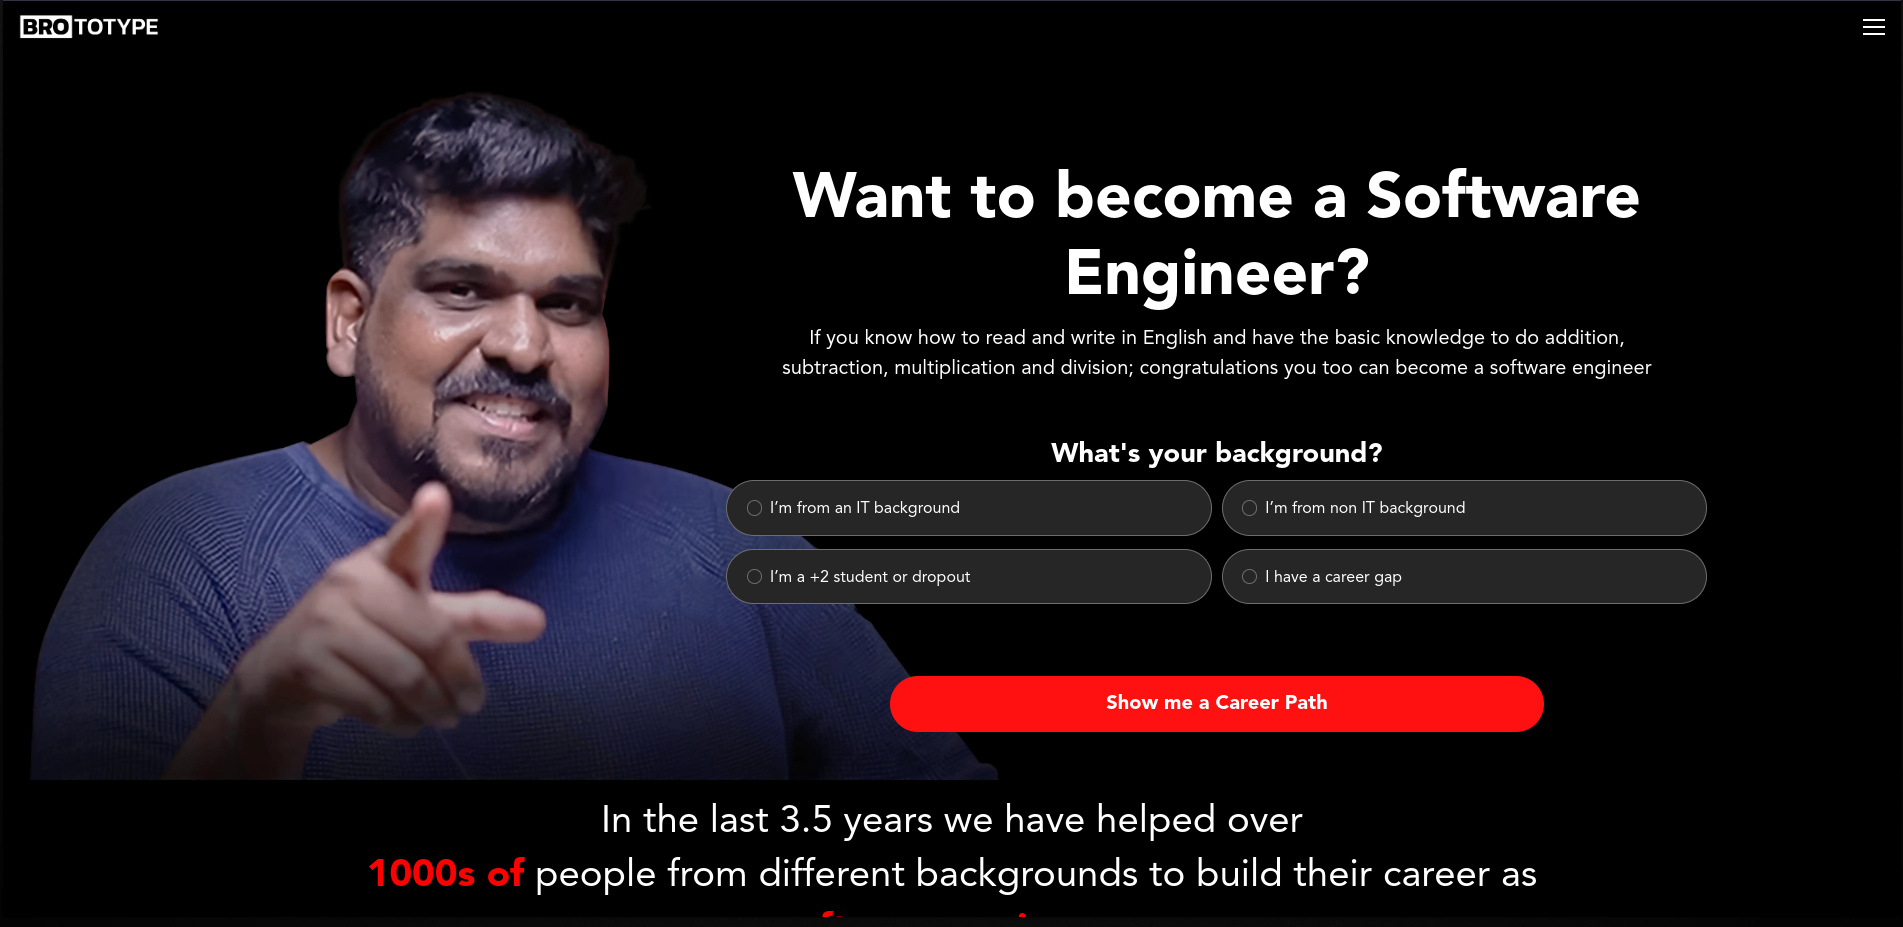 BROTOTYPE
Want to become a Software
Engineer?
If you know how to read and write in English and have the basic knowledge to do addition,
subtraction, multiplication and division; congratulations you too can become a software engineer
What's your background?
I’m from an IT background
I’m from non IT background
I’m a +2 student or dropout
I have a career gap
Show me a Career Path
In the last 3.5 years we have helped over
1000s of people from different backgrounds to build their career as